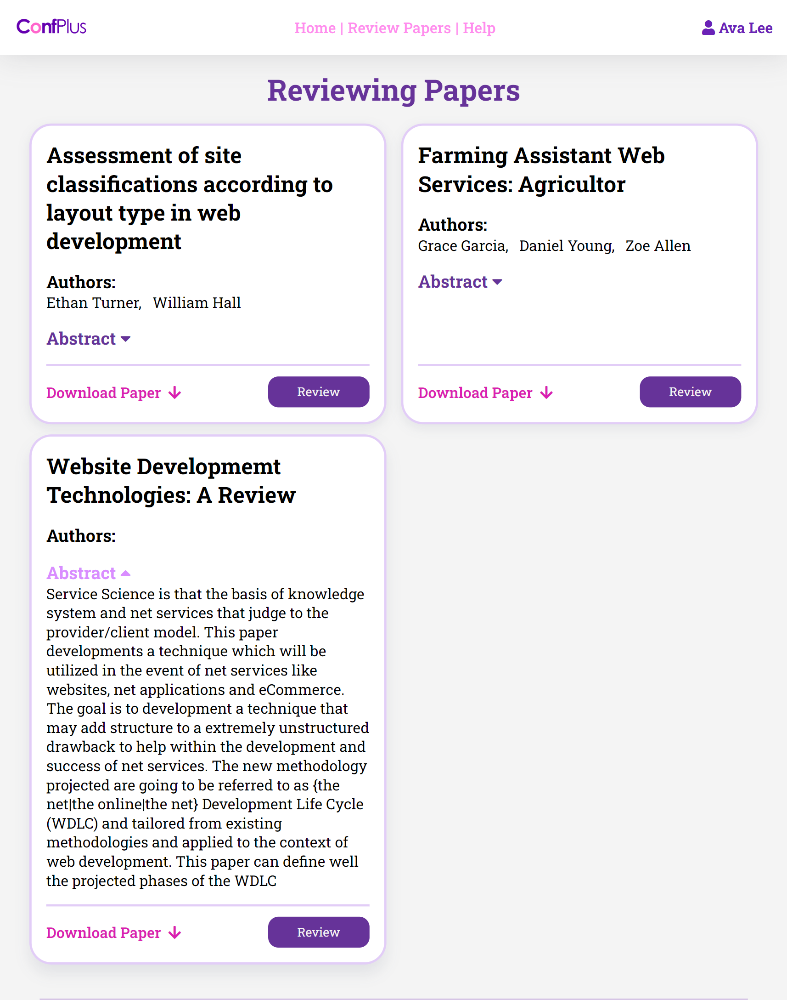 ConfPlus
Home | Review Papers | Help
Ava Lee
Reviewing Papers
Assessment of site
classifications according to
layout type in web
development
Authors:
Ethan Turner, William Hall
Abstract
Download Paper
Review
Farming Assistant Web
Services: Agricultor
Authors:
Grace Garcia, Daniel Young, Zoe Allen
Abstract
Download Paper
Review
Website Developmemt
Technologies: A Review
Authors:
Abstract
Service Science is that the basis of knowledge
system and net services that judge to the
provider/client model. This paper
developments a technique which will be
utilized in the event of net services like
websites, net applications and eCommerce.
The goal is to development a technique that
may add structure to a extremely unstructured
drawback to help within the development and
success of net services. The new methodology
projected are going to be referred to as {the
net|the online|the net} Development Life Cycle
(WDLC) and tailored from existing
methodologies and applied to the context of
web development. This paper can define well
the projected phases of the WDLC
Download Paper
Review